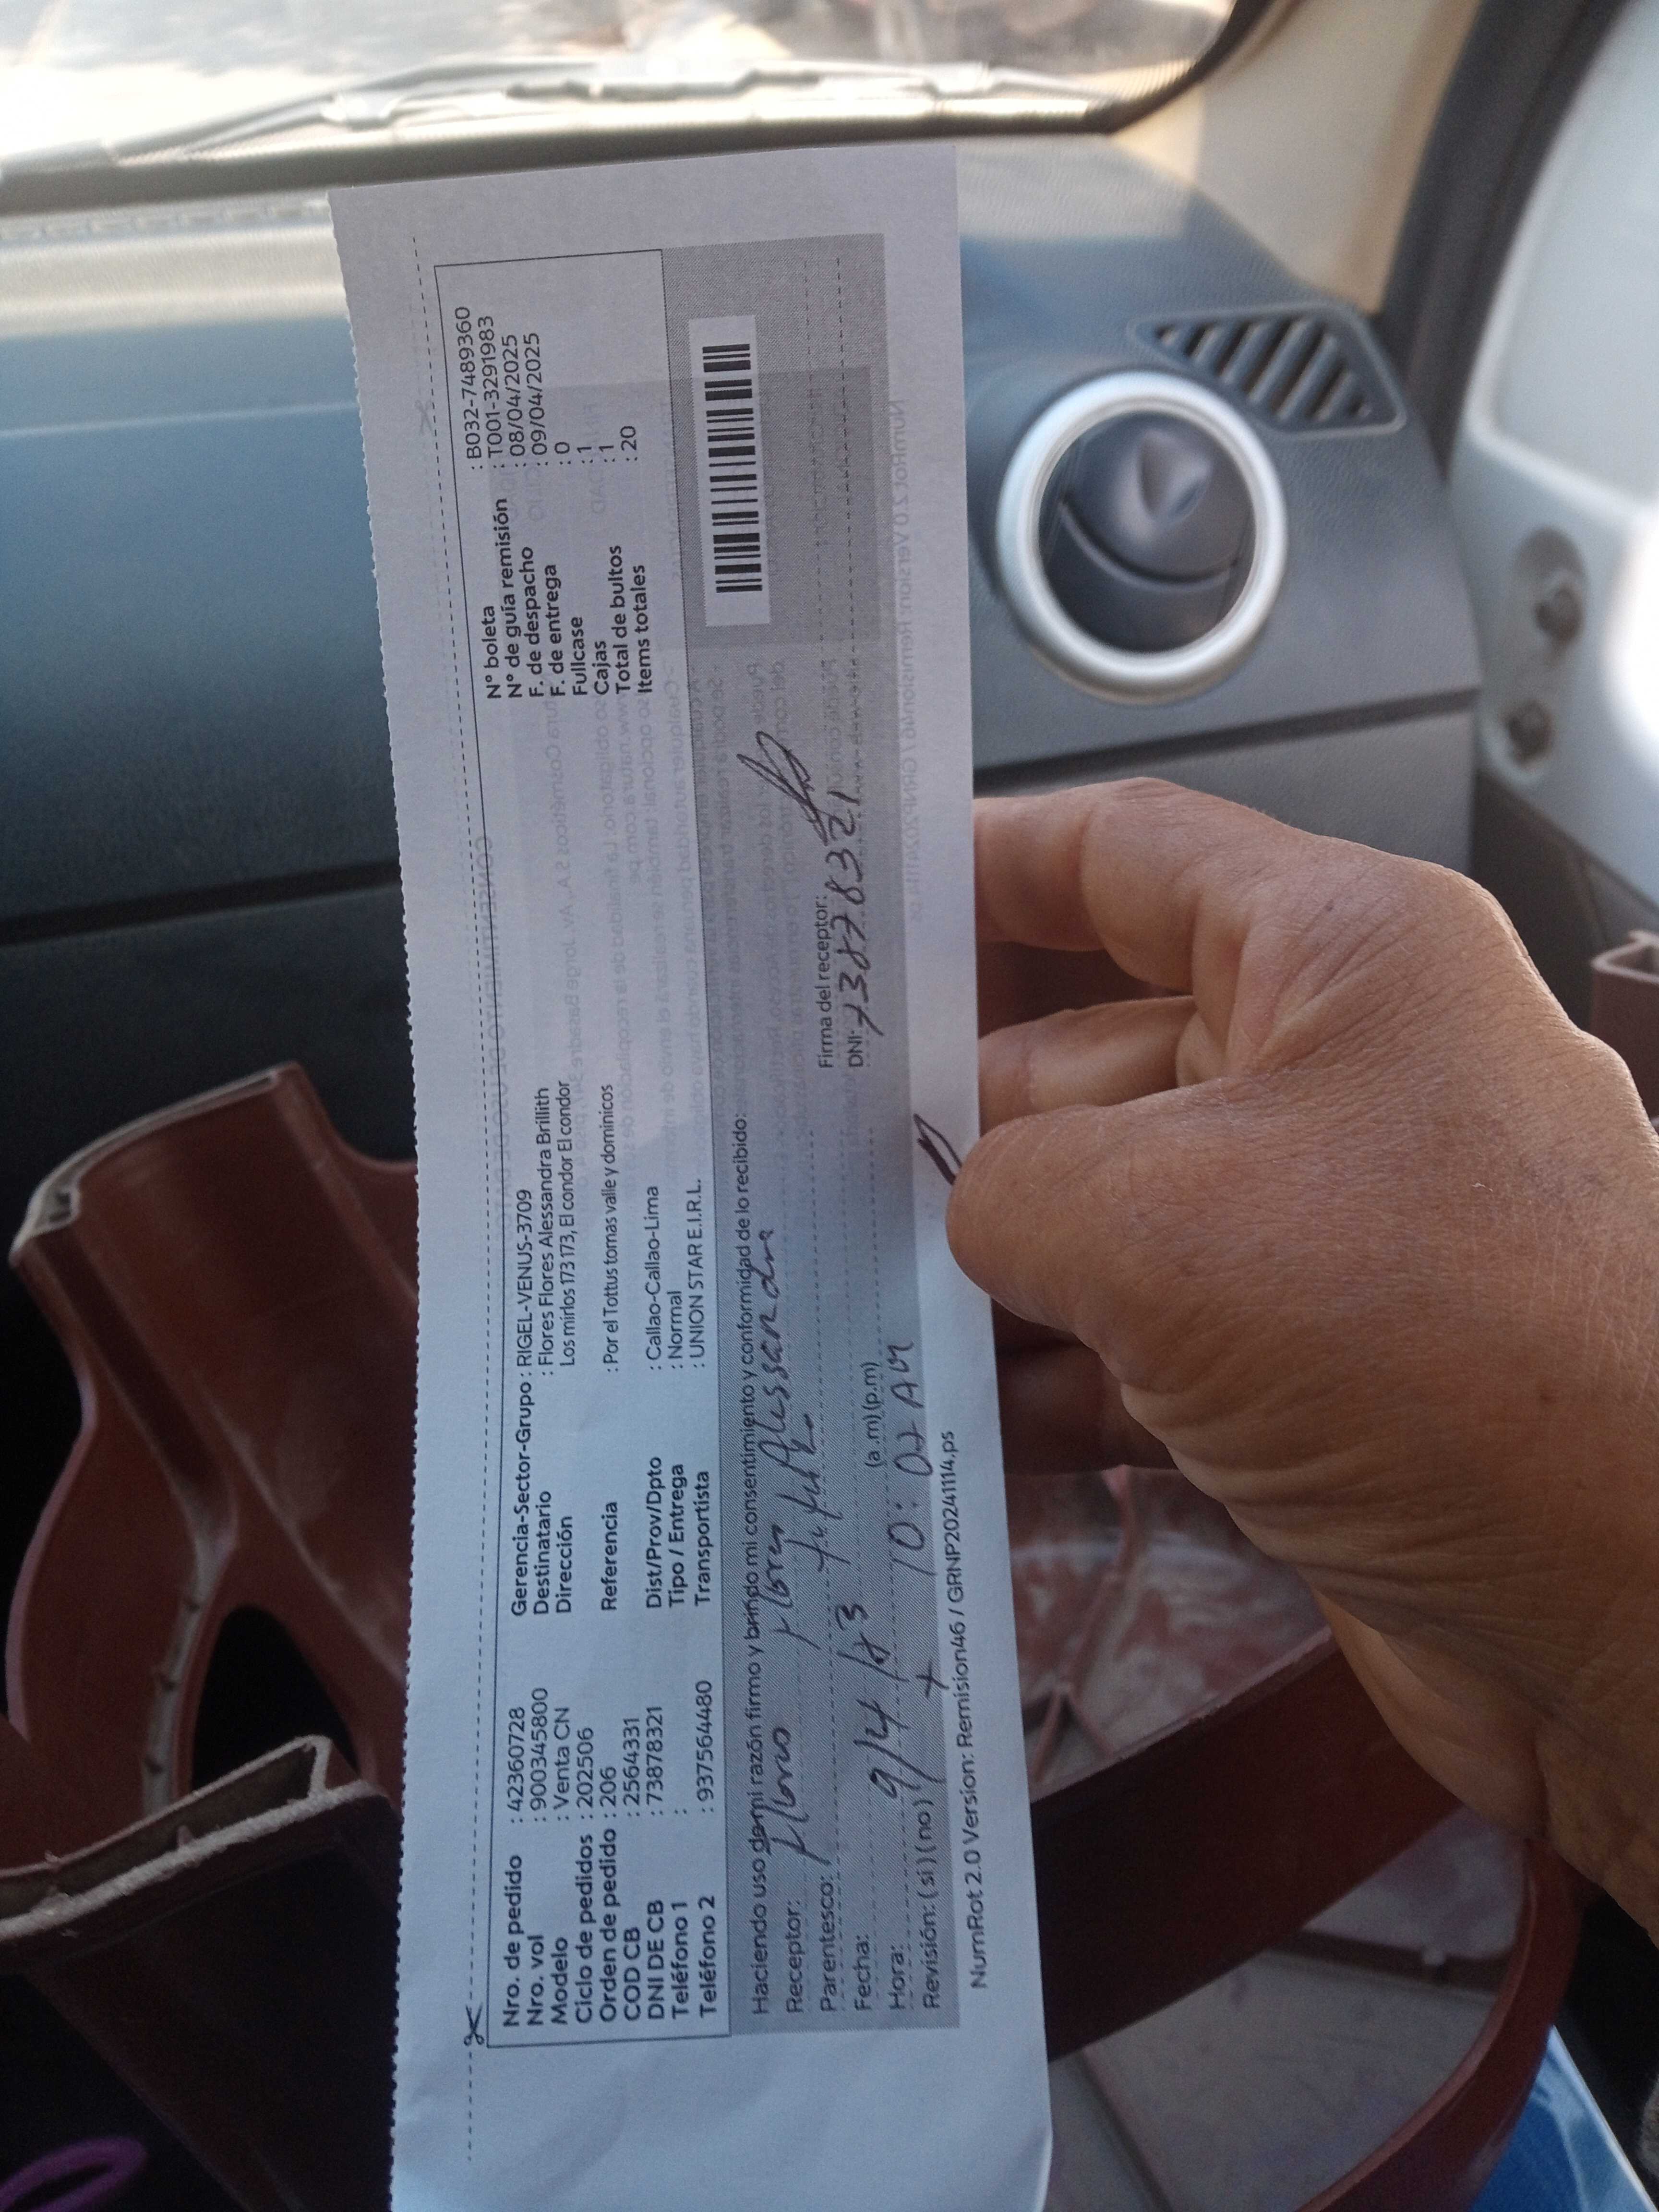 Nro. de pedido : 42360728
Nro. vol : 900345800
Modelo : Venta CN
Ciclo de pedidos : 202506
Orden de pedido : 206
COD CB : 2564331
DNI DE CB : 73878321
Teléfono 1 :
Teléfono 2 : 937564480
Gerencia-Sector-Grupo : RIGEL-VENUS-3709
Destinatario : Flores Flores Alessandra Brillith
Dirección Los mirlos 173 173, El condor El condor
Referencia : Por el Tottus tomas valle y dominicos
Dist/Prov/Dpto : Callao-Callao-Lima
Tipo / Entrega : Normal
Transportista : UNION STAR E.I.R.L.
N° boleta : B032-7489360
N° de guía remisión : T001-3291983
F. de despacho : 08/04/2025
F. de entrega : 09/04/2025
Fullcase : 0
Cajas : 1
Total de bultos : 1
Items totales : 20
Haciendo uso de mi razón firmo y brindo mi consentimiento y conformidad de lo recibido:
Receptor: Flores Alessandra
Parentesco:
Firma del receptor:
Fecha: 9/4
DNI: 73878321
Hora: (a.m)(p.m) 10:02 AM
Revisión: (si) (no)
NumRot 2.0 Version: Remision46 / GRNP20241114.ps